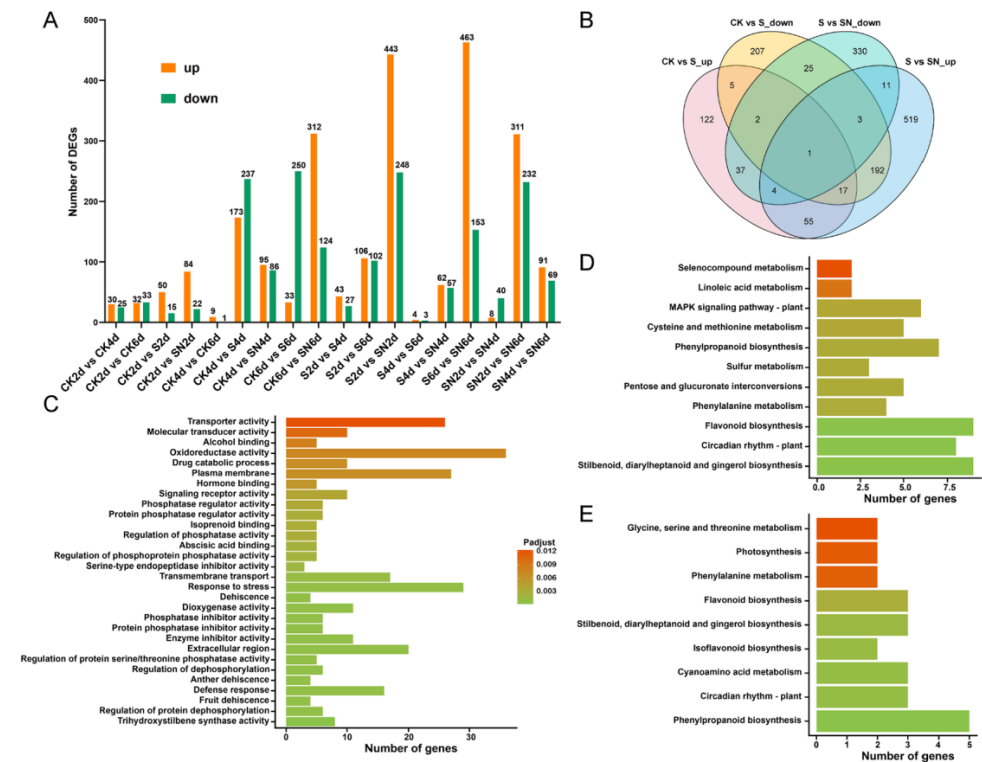 A
500
400
300
200
100
0
Number of DEGs
up
down
30 25 32 33 50 15 84 22 9 1 173 237 95 86 33 250 312 124 43 27 106 102 443 248 4 3 62 57 463 153 8 40 311 232 91 69
CK2d vs CK4d
CK2d vs CK6d
CK2d vs S2d
CK2d vs SN2d
CK4d vs CK6d
CK4d vs S4d
CK4d vs SN4d
CK6d vs S6d
CK6d vs SN6d
S2d vs S4d
S2d vs S6d
S2d vs SN2d
S4d vs S6d
S4d vs SN4d
S6d vs SN6d
SN2d vs SN4d
SN2d vs SN6d
SN4d vs SN6d
B
CK vs S_down
S vs SN_down
CK vs S_up
S vs SN_up
207
330
25
5
11
122
2
3
519
1
37
192
4
17
55
C
Transporter activity
Molecular transducer activity
Alcohol binding
Oxidoreductase activity
Drug catabolic process
Plasma membrane
Hormone binding
Signaling receptor activity
Phosphatase regulator activity
Protein phosphatase regulator activity
Isoprenoid binding
Regulation of phosphatase activity
Abscisic acid binding
Regulation of phosphoprotein phosphatase activity
Serine-type endopeptidase inhibitor activity
Transmembrane transport
Response to stress
Dehiscence
Dioxygenase activity
Phosphatase inhibitor activity
Protein phosphatase inhibitor activity
Enzyme inhibitor activity
Extracellular region
Regulation of protein serine/threonine phosphatase activity
Regulation of dephosphorylation
Anther dehiscence
Defense response
Fruit dehiscence
Regulation of protein dephosphorylation
Trihydroxystilbene synthase activity
0 10 20 30
Number of genes
Padjust
0.012
0.009
0.006
0.003
D
Selenocompound metabolism
Linoleic acid metabolism
MAPK signaling pathway - plant
Cysteine and methionine metabolism
Phenylpropanoid biosynthesis
Sulfur metabolism
Pentose and glucuronate interconversions
Phenylalanine metabolism
Flavonoid biosynthesis
Circadian rhythm - plant
Stilbenoid, diarylheptanoid and gingerol biosynthesis
0.0 2.5 5.0 7.5
Number of genes
E
Glycine, serine and threonine metabolism
Photosynthesis
Phenylalanine metabolism
Flavonoid biosynthesis
Stilbenoid, diarylheptanoid and gingerol biosynthesis
Isoflavonoid biosynthesis
Cyanoamino acid metabolism
Circadian rhythm - plant
Phenylpropanoid biosynthesis
0 1 2 3 4 5
Number of genes